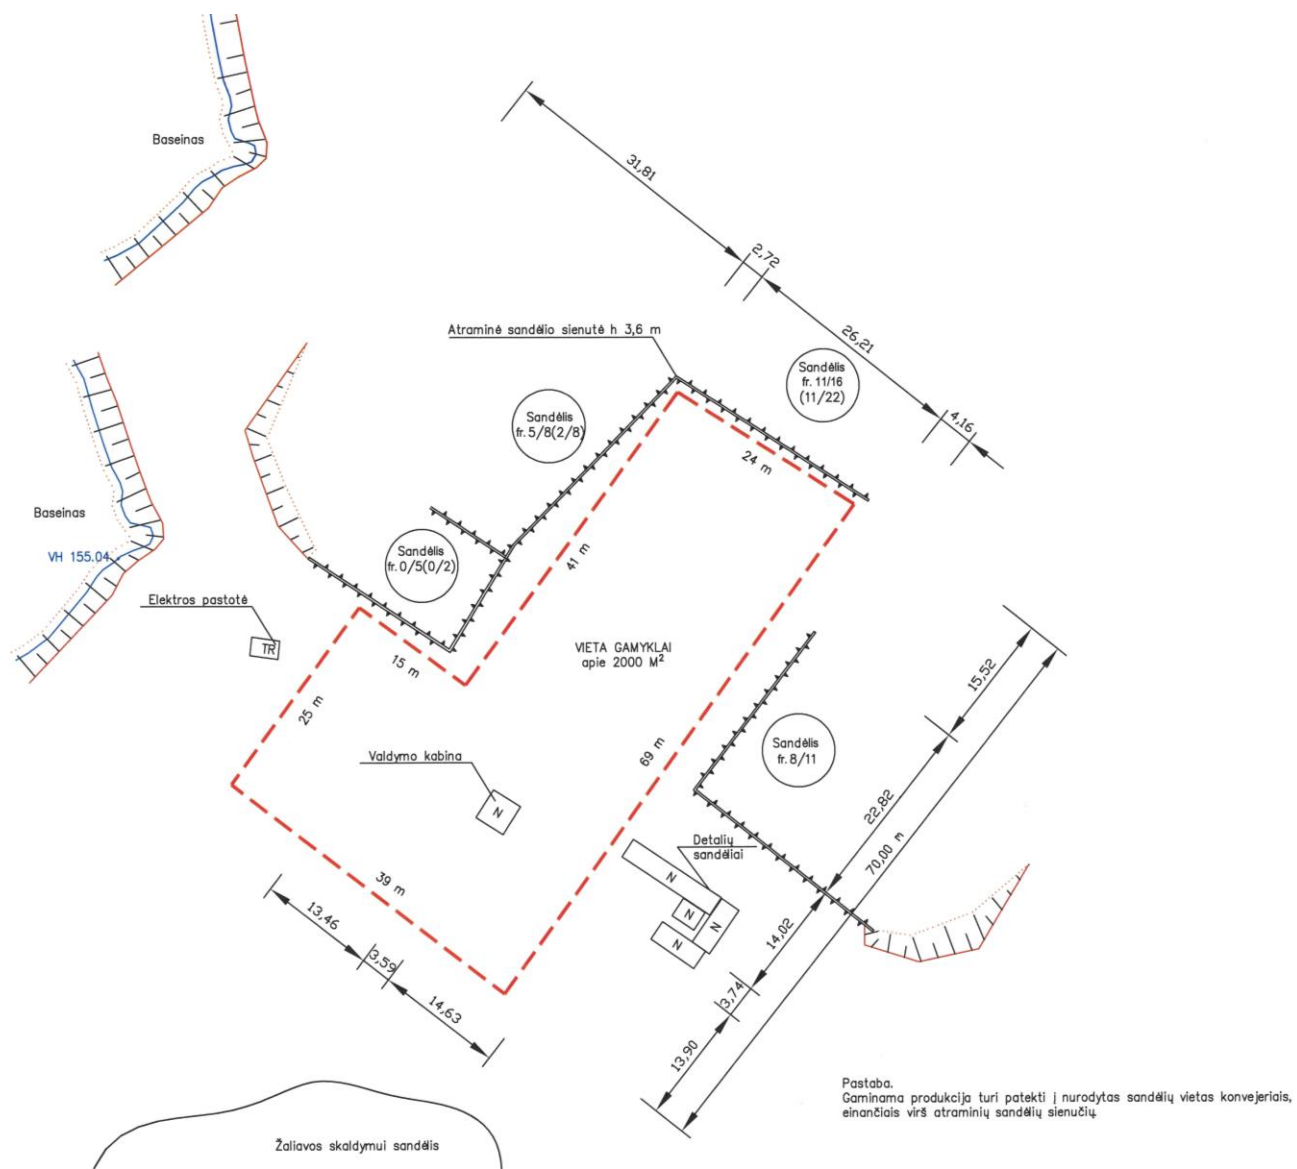 Baseinas
31,81
2,72
26,21
4,16
Atraminė sandėlio sienutė h 3,6 m
Sandėlis
fr. 11/16
(11/22)
Sandėlis
fr. 5/8(2/8)
24 m
Baseinas
VH 155.04
Sandėlis
fr. 0/5(0/2)
41 m
Elektros pastotė
TR
15 m
VIETA GAMYKLAI
apie 2000 M²
25 m
15,52
Valdymo kabina
N
69 m
Sandėlis
fr. 8/11
22,82
70,00 m
Detalių
sandėliai
N
N
N
N
39 m
13,46
3,59
14,63
14,02
3,74
13,90
Pastaba.
Gaminama produkcija turi patekti į nurodytas sandėlių vietas konvejeriais,
einančiais virš atraminių sandėlių sienučių.
Žaliavos skaldymui sandėlis